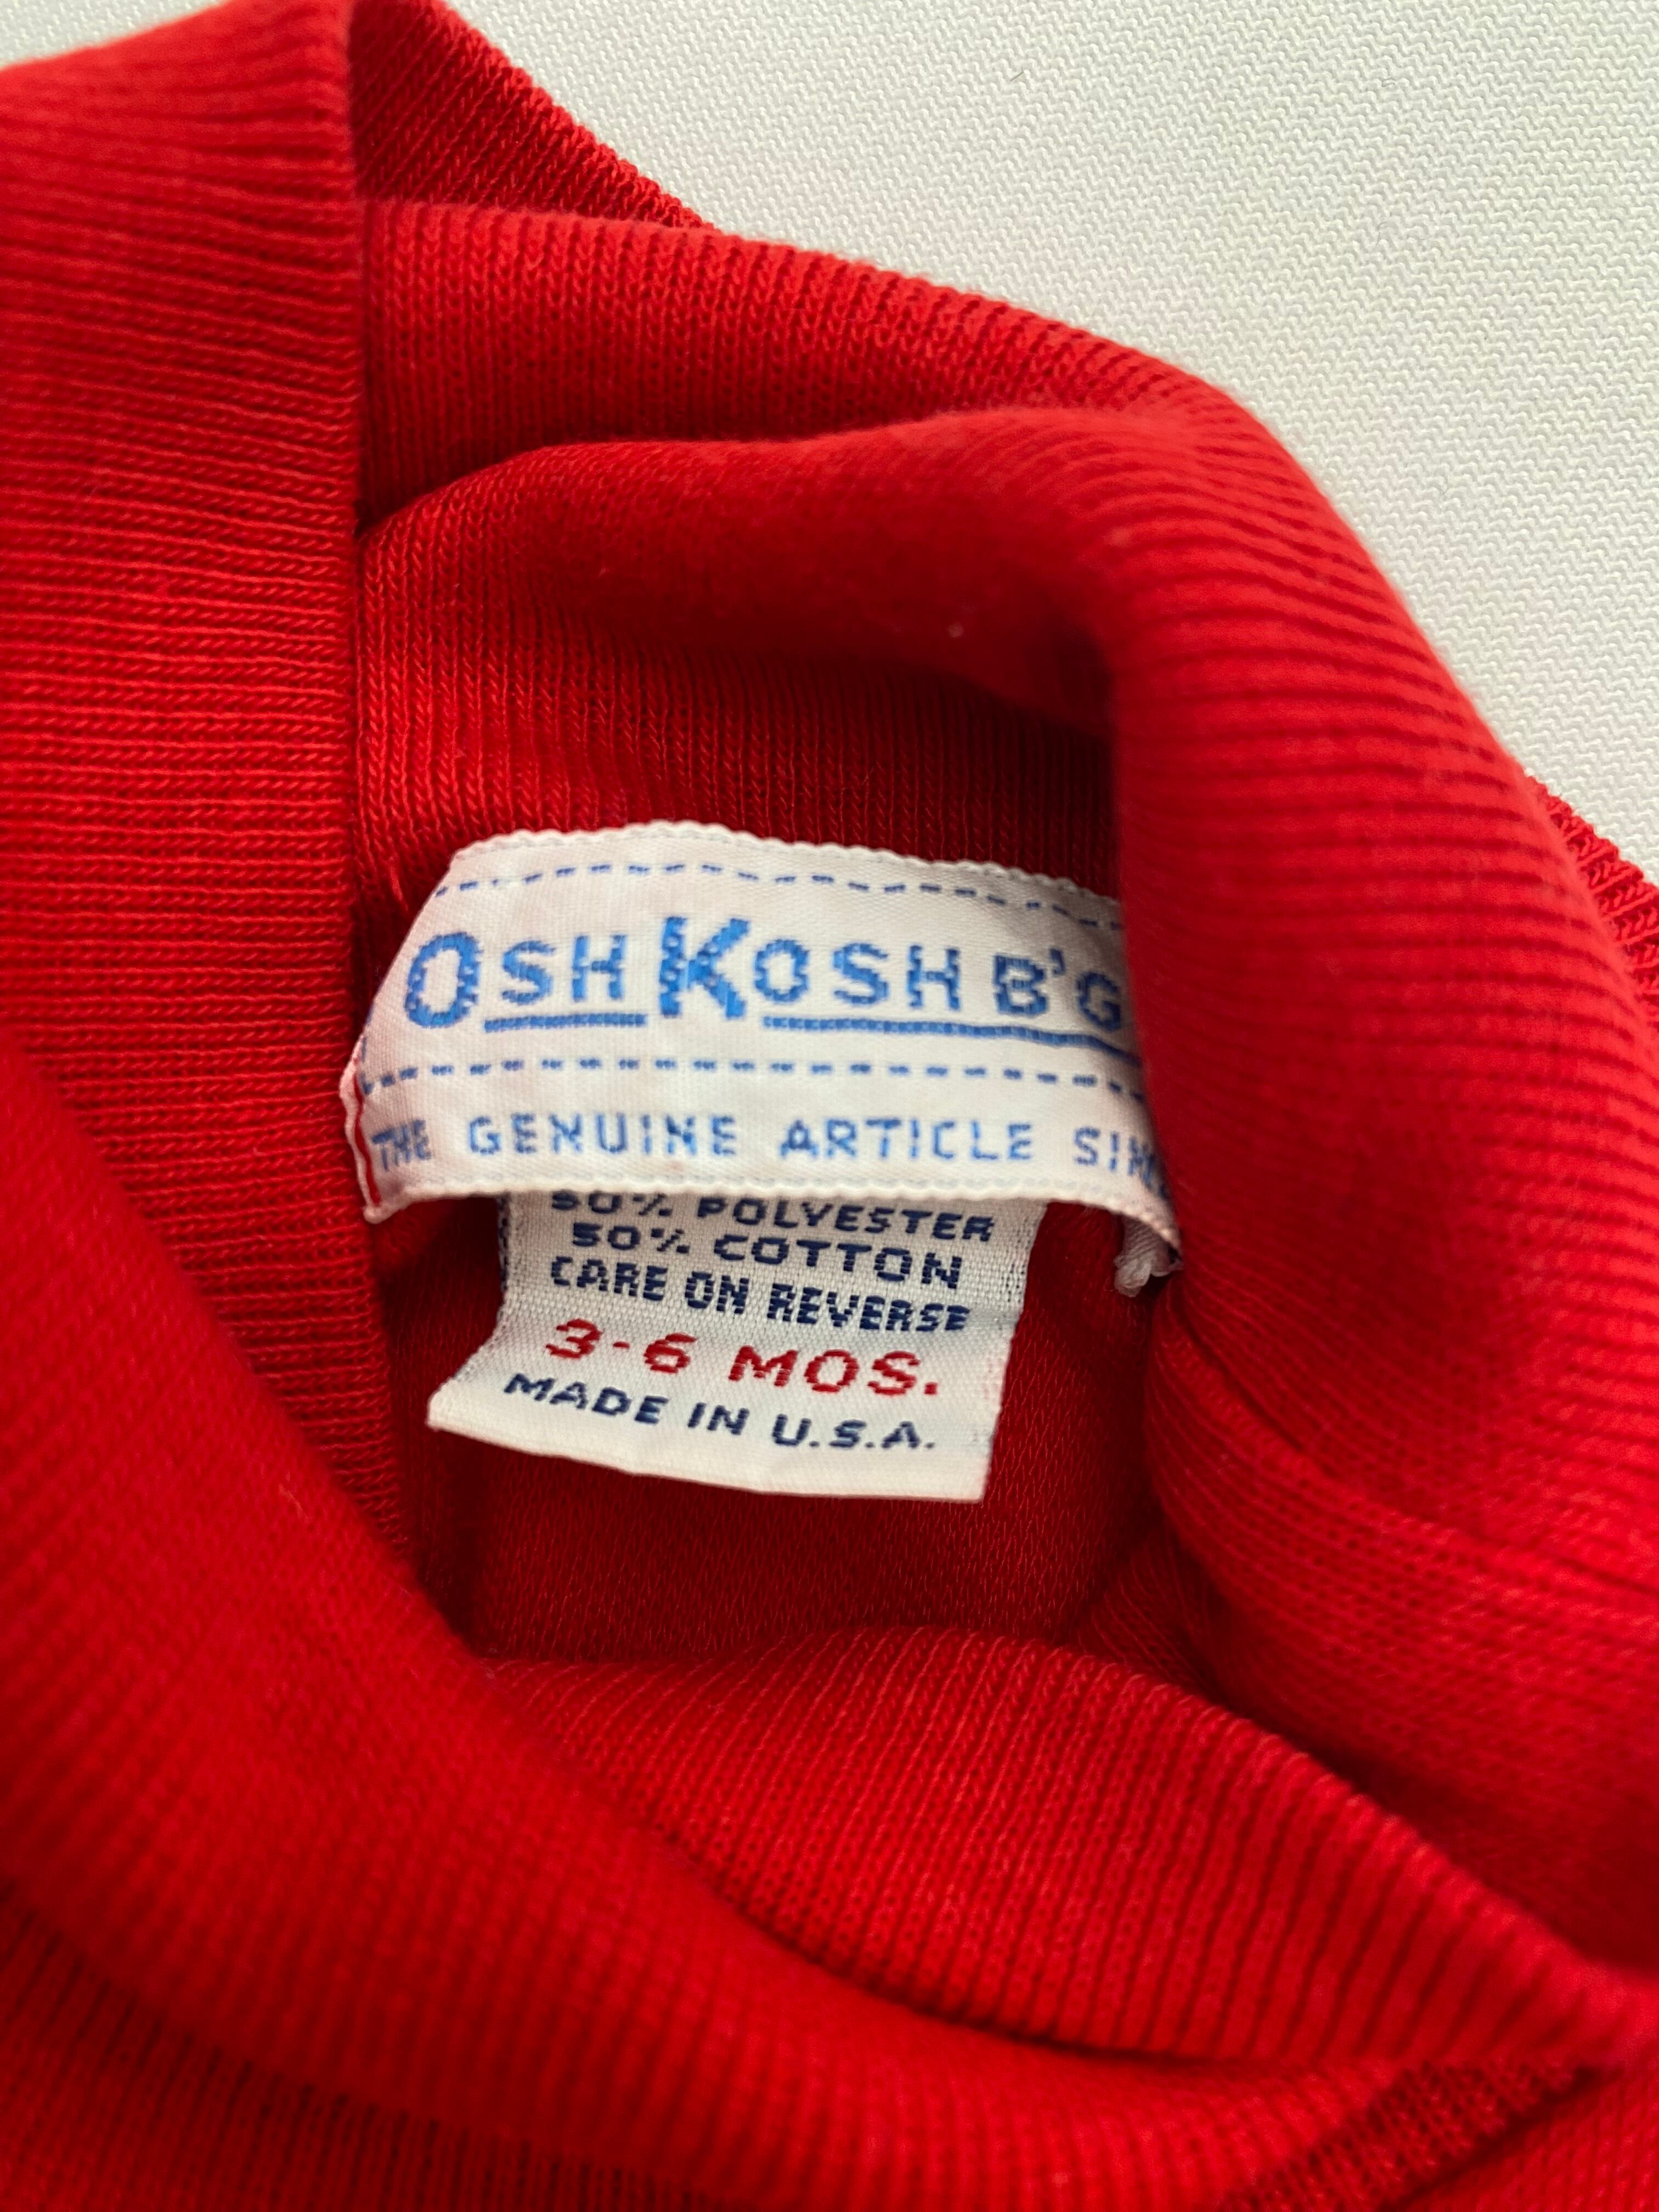 OSHKOSH B'G
THE GENUINE ARTICLE SIN
50% POLYESTER
50% COTTON
CARE ON REVERSE
3-6 MOS.
MADE IN U.S.A.